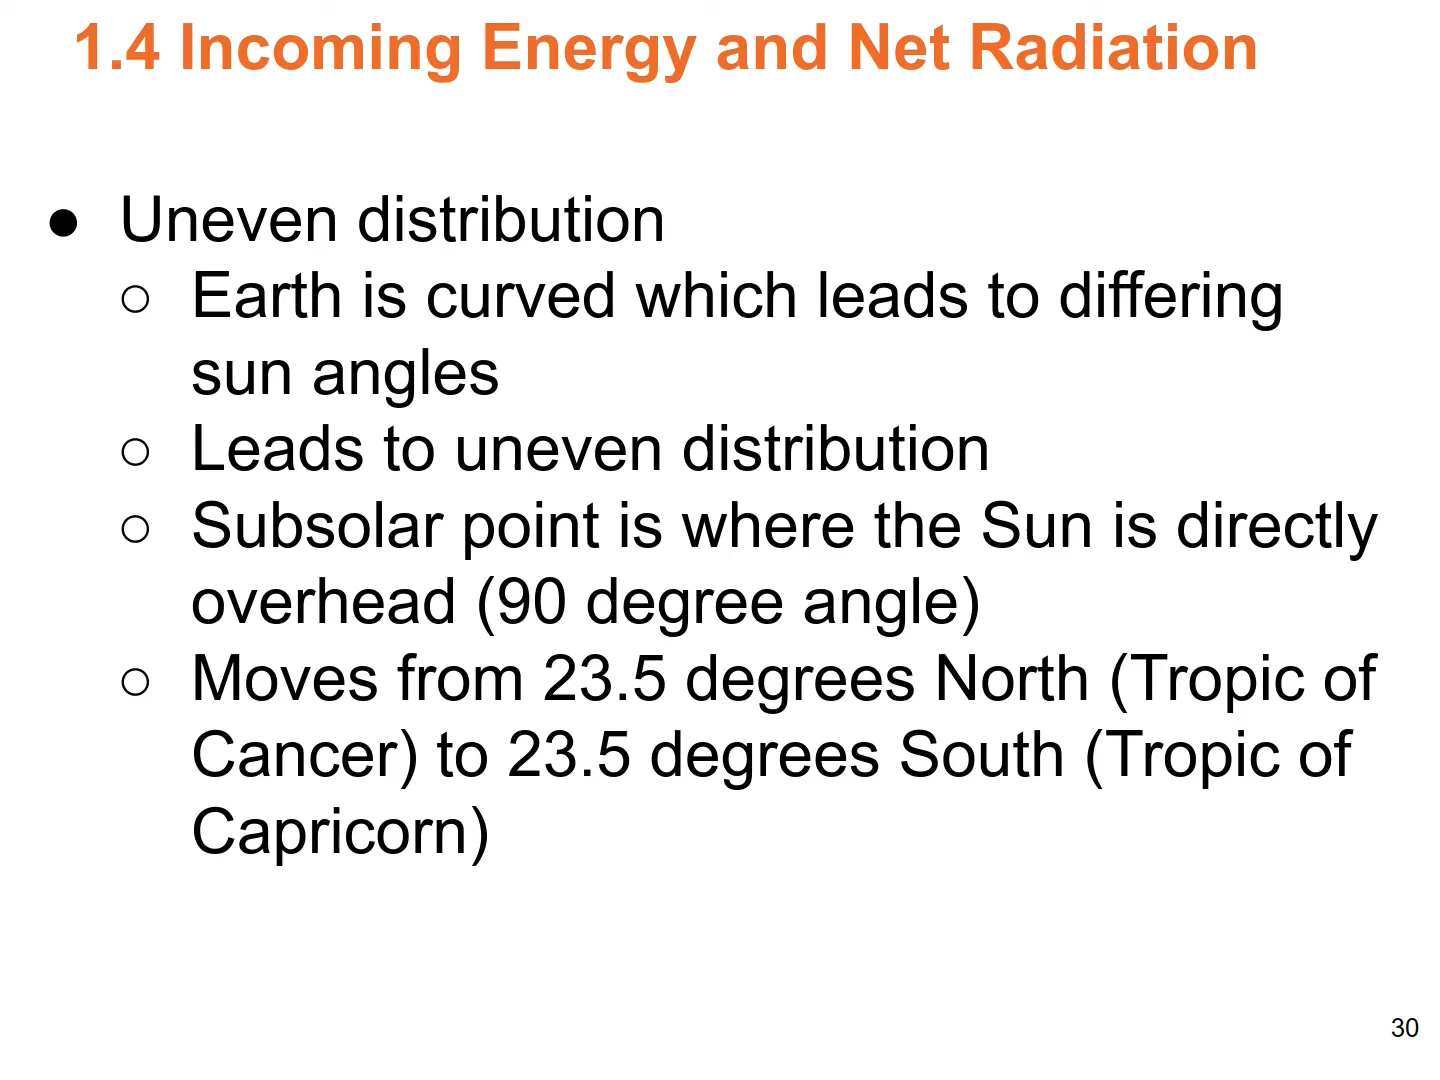 1.4 Incoming Energy and Net Radiation
● Uneven distribution
○ Earth is curved which leads to differing
sun angles
○ Leads to uneven distribution
○ Subsolar point is where the Sun is directly
overhead (90 degree angle)
○ Moves from 23.5 degrees North (Tropic of
Cancer) to 23.5 degrees South (Tropic of
Capricorn)
30